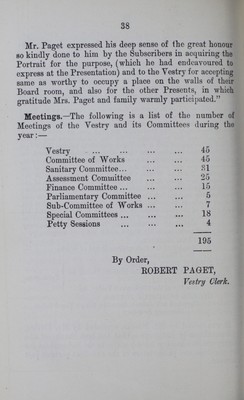 38
Mr. Paget expressed his deep sense of the great honour
so kindly done to him by the Subscribers in acquiring the
Portrait for the purpose, (which he had endeavoured to
express at the Presentation) and to the Vestry for accepting
same as worthy to occupy a place on the walls of their
Board room, and also for the other Presents, in which
gratitude Mrs. Paget and family warmly participated."
Meetings.—The following is a list of the number of
Meetings of the Vestry and its Committees during the
year:—
Vestry ... ... ... ... 45
Committee of Works ... ... 45
Sanitary Committee... ... ... 31
Assessment Committee ... ... 25
Finance Committee ... ... ... 15
Parliamentary Committee ... ... 5
Sub-Committee of Works ... ... 7
Special Committees ... ... ... 18
Petty Sessions ... ... ... 4
195
By Order,
ROBERT PAGET,
Vestry Clerk.